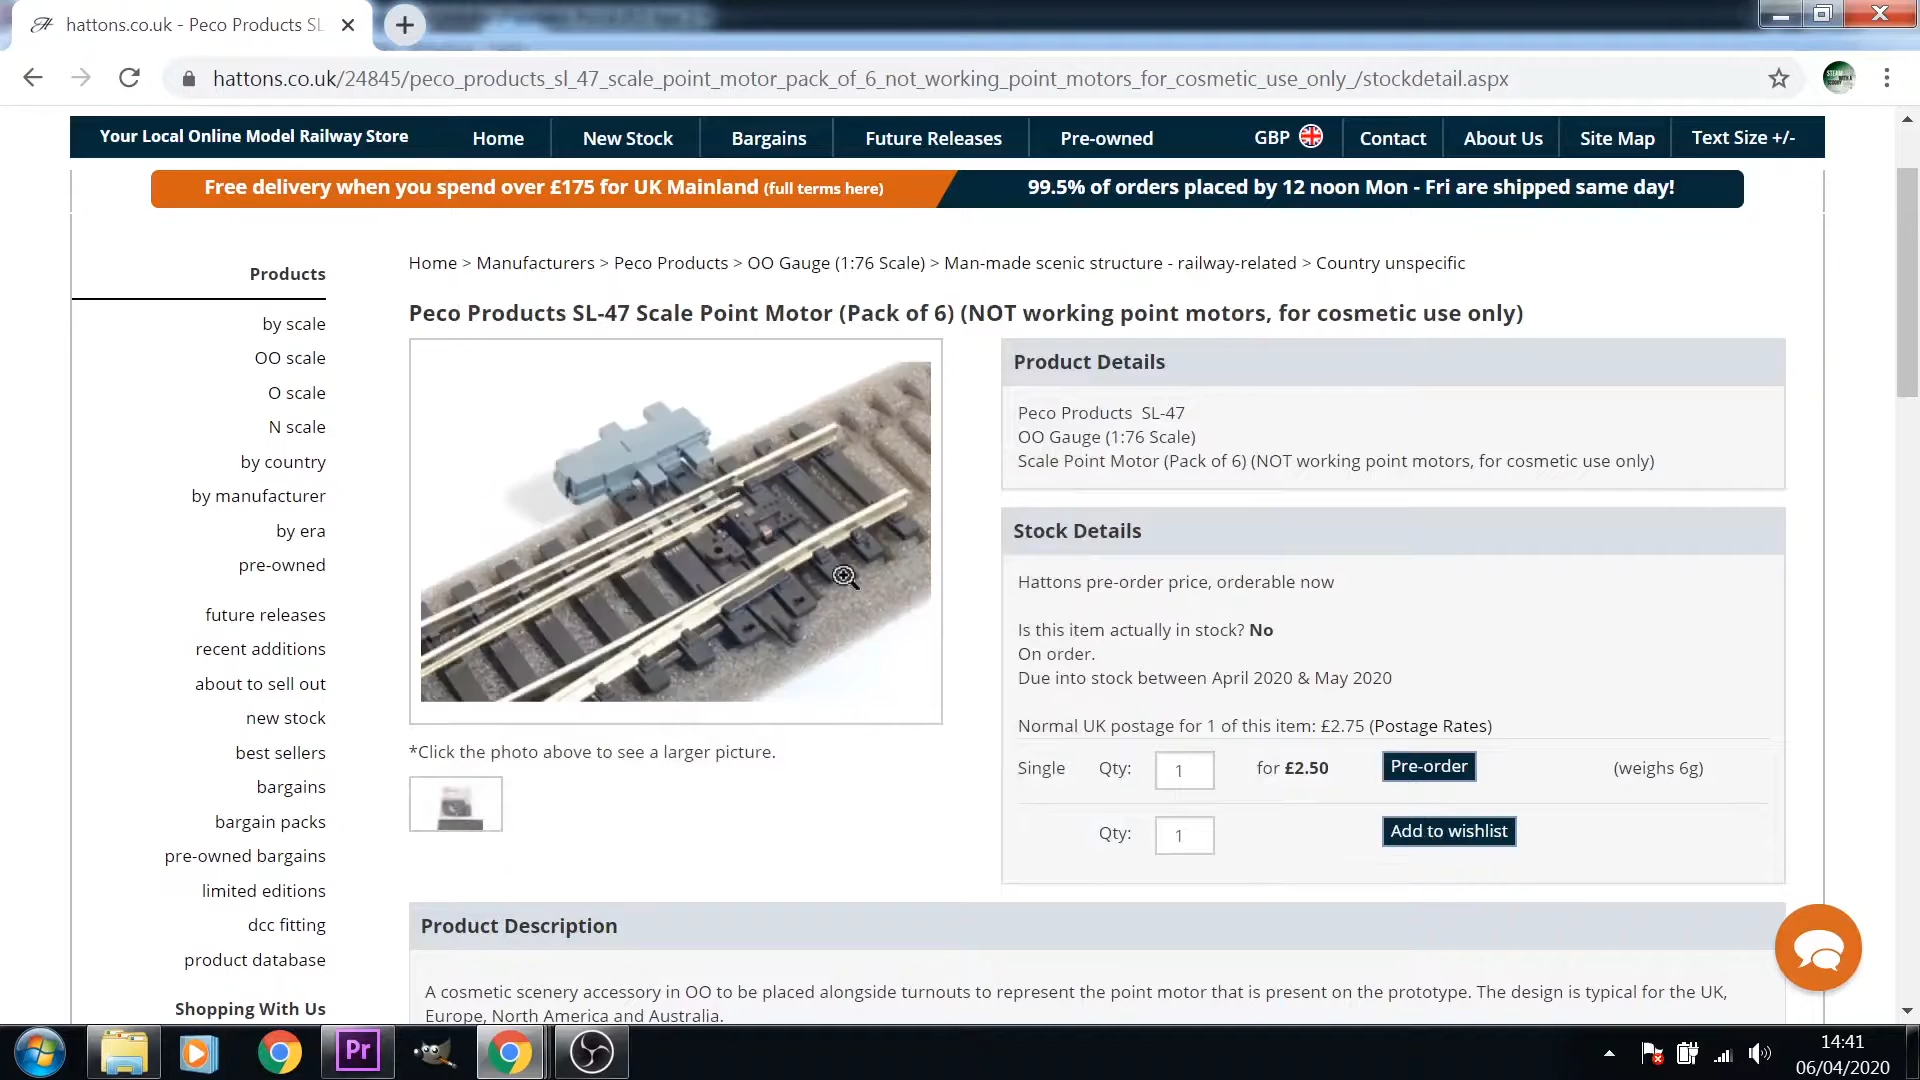 hattons.co.uk - Peco Products SL
hattons.co.uk/24845/peco_products_sl_47_scale_point_motor_pack_of_6_not_working_point_motors_for_cosmetic_use_only_/stockdetail.aspx
Your Local Online Model Railway Store Home New Stock Bargains Future Releases Pre-owned GBP Contact About Us Site Map Text Size +/-
Free delivery when you spend over £175 for UK Mainland (full terms here) 99.5% of orders placed by 12 noon Mon - Fri are shipped same day!
Products
by scale
OO scale
O scale
N scale
by country
by manufacturer
by era
pre-owned
future releases
recent additions
about to sell out
new stock
best sellers
bargains
bargain packs
pre-owned bargains
limited editions
dcc fitting
product database
Shopping With Us
Home > Manufacturers > Peco Products > OO Gauge (1:76 Scale) > Man-made scenic structure - railway-related > Country unspecific
Peco Products SL-47 Scale Point Motor (Pack of 6) (NOT working point motors, for cosmetic use only)
*Click the photo above to see a larger picture.
Product Details
Peco Products SL-47
OO Gauge (1:76 Scale)
Scale Point Motor (Pack of 6) (NOT working point motors, for cosmetic use only)
Stock Details
Hattons pre-order price, orderable now
Is this item actually in stock? No
On order.
Due into stock between April 2020 & May 2020
Normal UK postage for 1 of this item: £2.75 (Postage Rates)
Single Qty: 1 for £2.50 Pre-order (weighs 6g)
Qty: 1 Add to wishlist
Product Description
A cosmetic scenery accessory in OO to be placed alongside turnouts to represent the point motor that is present on the prototype. The design is typical for the UK,
Europe, North America and Australia.
Pr
14:41
06/04/2020